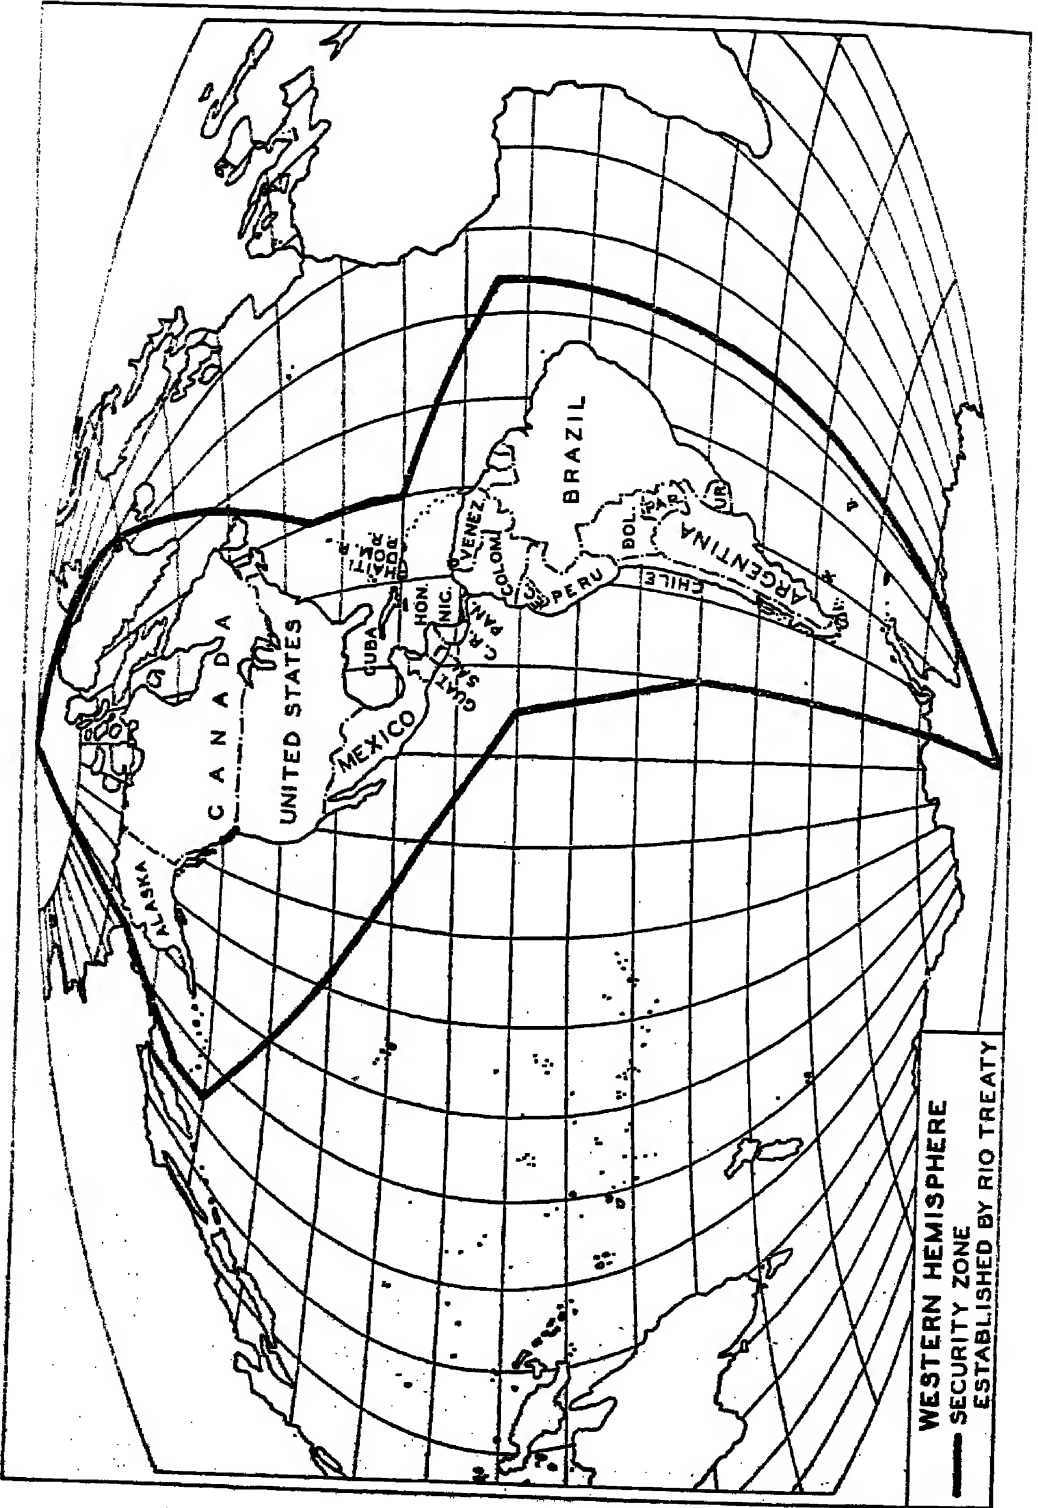 ALASKA
CANADA
UNITED STATES
MEXICO
CUBA
HAITI
DOM. R.
P.R.
GUAT.
SAL.
HON.
NIC.
C.R.
PAN.
VENEZ.
COLOM.
PERU
BRAZIL
BOL.
PAR.
UR.
CHILE
ARGENTINA
WESTERN HEMISPHERE
SECURITY ZONE
ESTABLISHED BY RIO TREATY